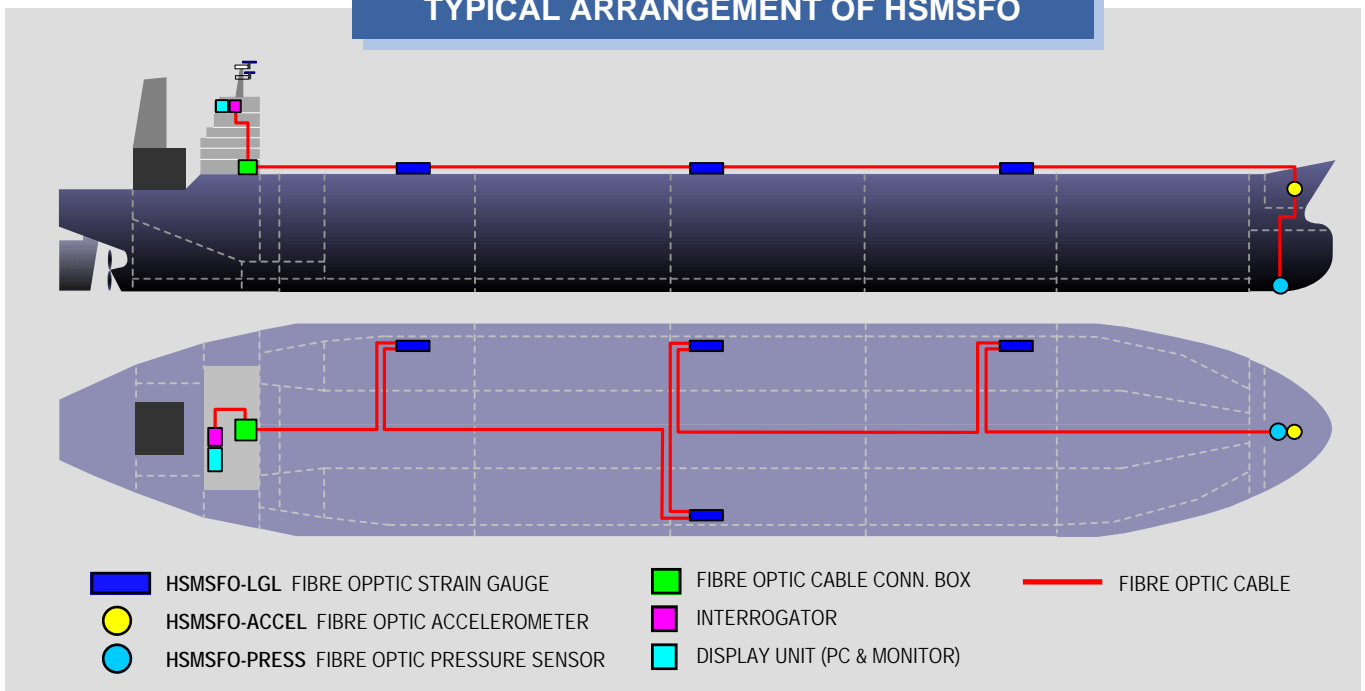 TYPICAL ARRANGEMENT OF HSMSFO
HSMSFO-LGL FIBRE OPPTIC STRAIN GAUGE
HSMSFO-ACCEL FIBRE OPTIC ACCELEROMETER
HSMSFO-PRESS FIBRE OPTIC PRESSURE SENSOR
FIBRE OPTIC CABLE CONN. BOX
INTERROGATOR
DISPLAY UNIT (PC & MONITOR)
FIBRE OPTIC CABLE